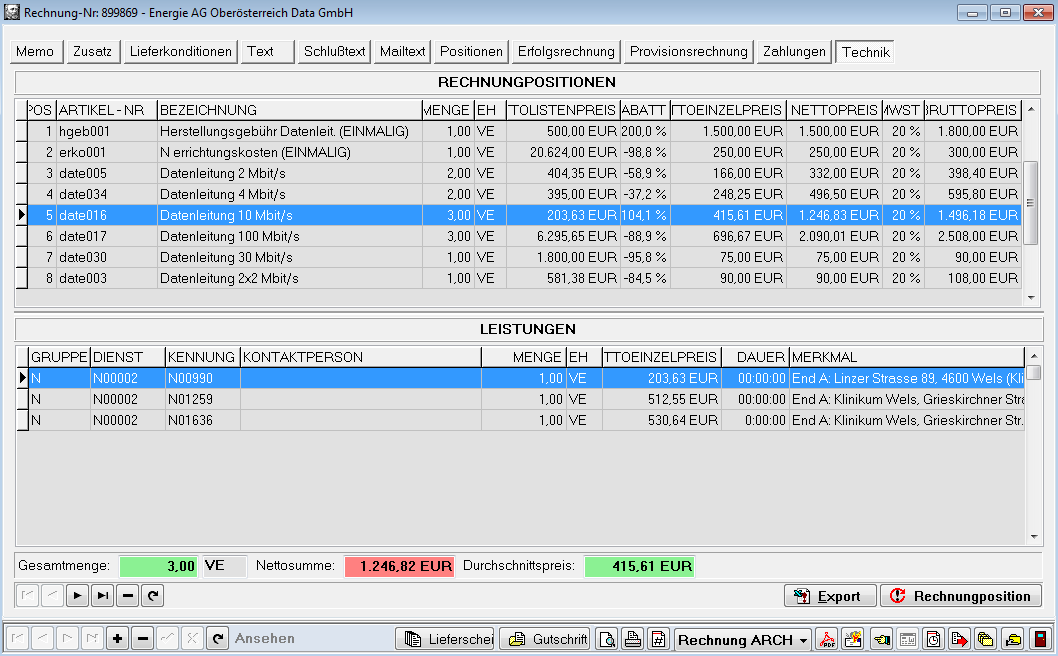 Rechnung-Nr: 899869 - Energie AG Oberösterreich Data GmbH
Memo Zusatz Lieferkonditionen Text Schlußtext Mailtext Positionen Erfolgsrechnung Provisionsrechnung Zahlungen Technik
RECHNUNGPOSITIONEN
POS ARTIKEL - NR BEZEICHNUNG MENGE EH TOLISTENPREIS ABATT TTOEINZELPREIS NETTOPREIS MWST BRUTTOPREIS
1 hgeb001 Herstellungsgebühr Datenleit. (EINMALIG) 1,00 VE 500,00 EUR 200,0 % 1.500,00 EUR 1.500,00 EUR 20 % 1.800,00 EUR
2 erko001 N errichtungskosten (EINMALIG) 1,00 VE 20.624,00 EUR -98,8 % 250,00 EUR 250,00 EUR 20 % 300,00 EUR
3 date005 Datenleitung 2 Mbit/s 2,00 VE 404,35 EUR -58,9 % 166,00 EUR 332,00 EUR 20 % 398,40 EUR
4 date034 Datenleitung 4 Mbit/s 2,00 VE 395,00 EUR -37,2 % 248,25 EUR 496,50 EUR 20 % 595,80 EUR
5 date016 Datenleitung 10 Mbit/s 3,00 VE 203,63 EUR 104,1 % 415,61 EUR 1.246,83 EUR 20 % 1.496,18 EUR
6 date017 Datenleitung 100 Mbit/s 3,00 VE 6.295,65 EUR -88,9 % 696,67 EUR 2.090,01 EUR 20 % 2.508,00 EUR
7 date030 Datenleitung 30 Mbit/s 1,00 VE 1.800,00 EUR -95,8 % 75,00 EUR 75,00 EUR 20 % 90,00 EUR
8 date003 Datenleitung 2x2 Mbit/s 1,00 VE 581,38 EUR -84,5 % 90,00 EUR 90,00 EUR 20 % 108,00 EUR
LEISTUNGEN
GRUPPE DIENST KENNUNG KONTAKTPERSON MENGE EH TTOEINZELPREIS DAUER MERKMAL
N N00002 N00990 1,00 VE 203,63 EUR 00:00:00 End A: Linzer Strasse 89, 4600 Wels (Kli
N N00002 N01259 1,00 VE 512,55 EUR 00:00:00 End A: Klinikum Wels, Grieskirchner Stra
N N00002 N01636 1,00 VE 530,64 EUR 0:00:00 End A: Klinikum Wels, Grieskirchner Str.
Gesamtmenge: 3,00 VE Nettosumme: 1.246,82 EUR Durchschnittspreis: 415,61 EUR
Export Rechnungposition
Ansehen Lieferschei Gutschrift Rechnung ARCH PDF